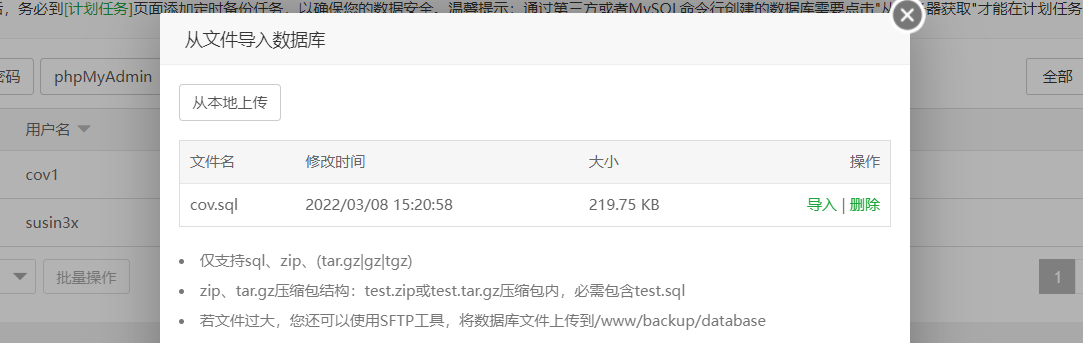 务必到[计划任务]页面添加定时备份任务，以确保您的数据安全。温馨提示：通过第三方或者MySQL命令行创建的数据库需要点击"从 器获取"才能在计划任务
从文件导入数据库
密码 phpMyAdmin 全部
从本地上传
用户名
文件名 修改时间 大小 操作
cov1
cov.sql 2022/03/08 15:20:58 219.75 KB 导入 | 删除
susin3x
仅支持sql、zip、(tar.gz|gz|tgz)
批量操作 1
zip、tar.gz压缩包结构：test.zip或test.tar.gz压缩包内，必需包含test.sql
若文件过大，您还可以使用SFTP工具，将数据库文件上传到/www/backup/database